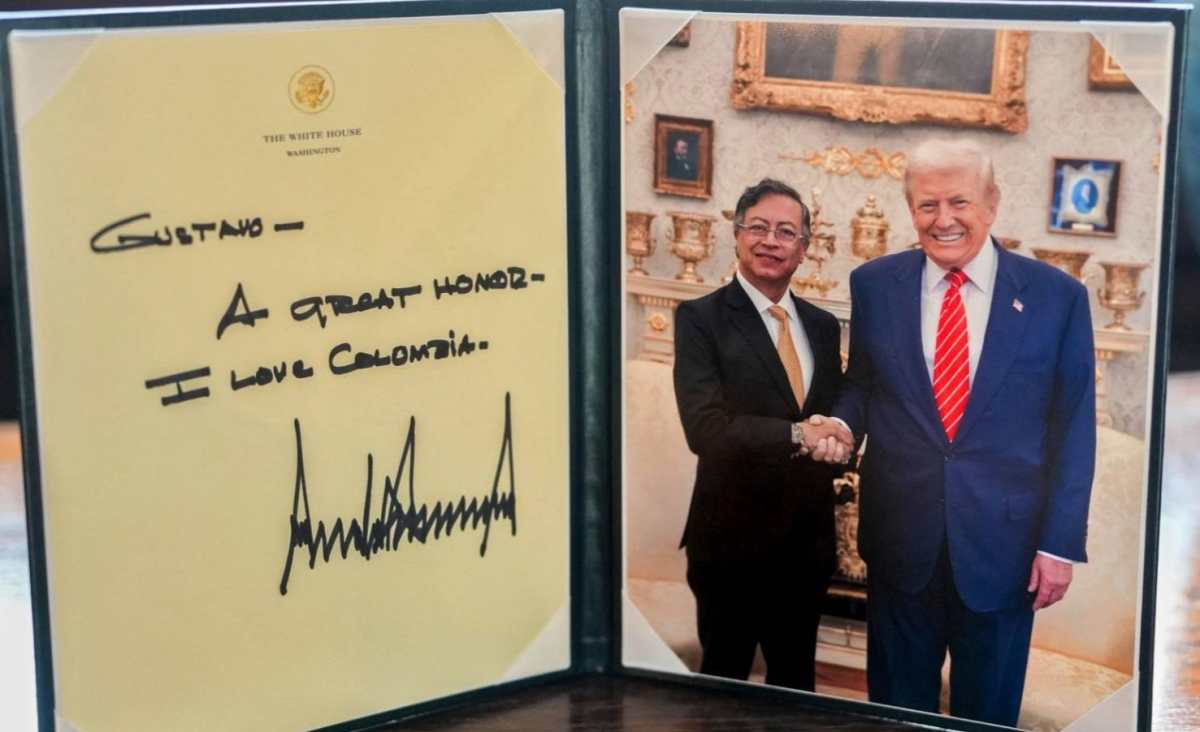 THE WHITE HOUSE
WASHINGTON
GUSTAVO —
A GREAT HONOR —
I LOVE COLOMBIA.